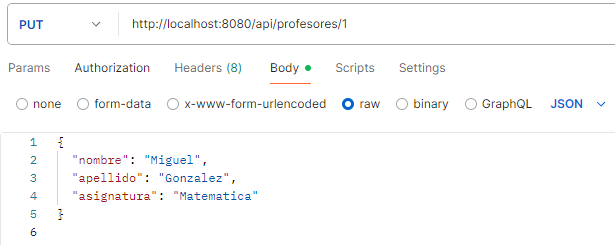 PUT http://localhost:8080/api/profesores/1
Params Authorization Headers (8) Body Scripts Settings
none form-data x-www-form-urlencoded raw binary GraphQL JSON
1 {
2 "nombre": "Miguel",
3 "apellido": "Gonzalez",
4 "asignatura": "Matematica"
5 }
6